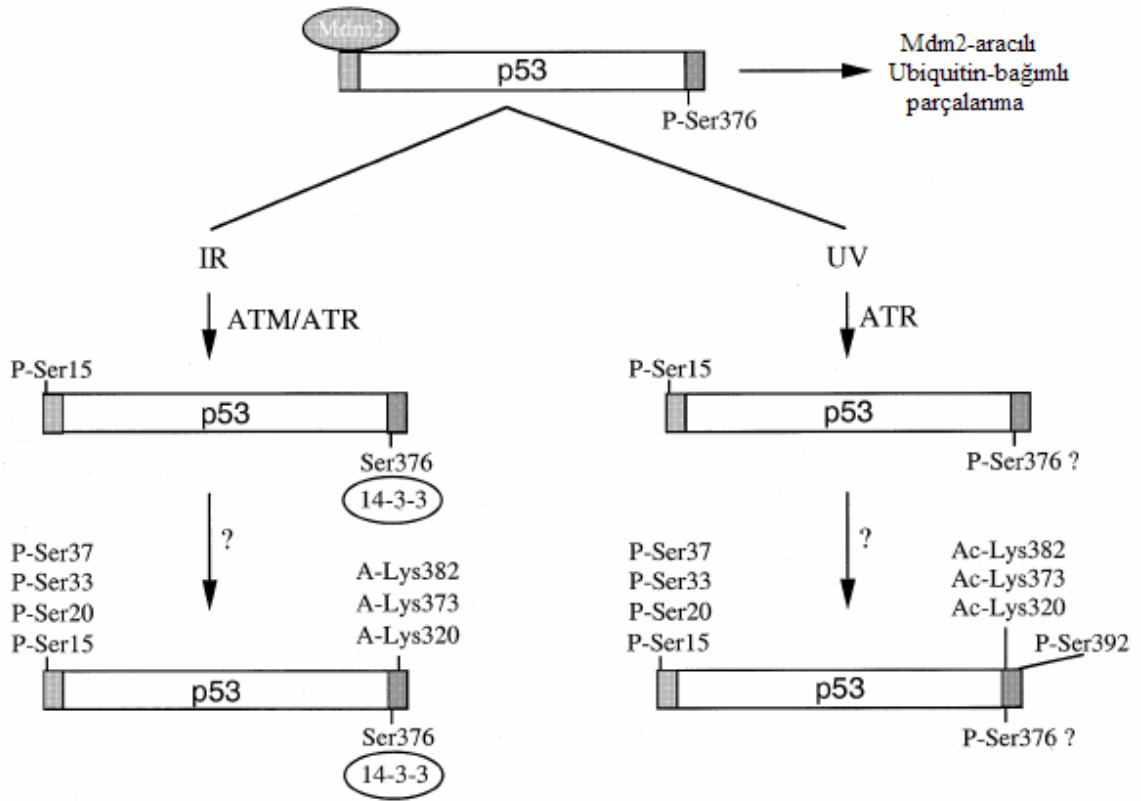 Mdm2
p53
P-Ser376
Mdm2-aracılı
Ubiquitin-bağımlı
parçalanma
IR
UV
ATM/ATR
ATR
P-Ser15
p53
Ser376
14-3-3
P-Ser15
p53
P-Ser376 ?
?
P-Ser37
P-Ser33
P-Ser20
P-Ser15
A-Lys382
A-Lys373
A-Lys320
p53
Ser376
14-3-3
?
P-Ser37
P-Ser33
P-Ser20
P-Ser15
Ac-Lys382
Ac-Lys373
Ac-Lys320
P-Ser392
p53
P-Ser376 ?